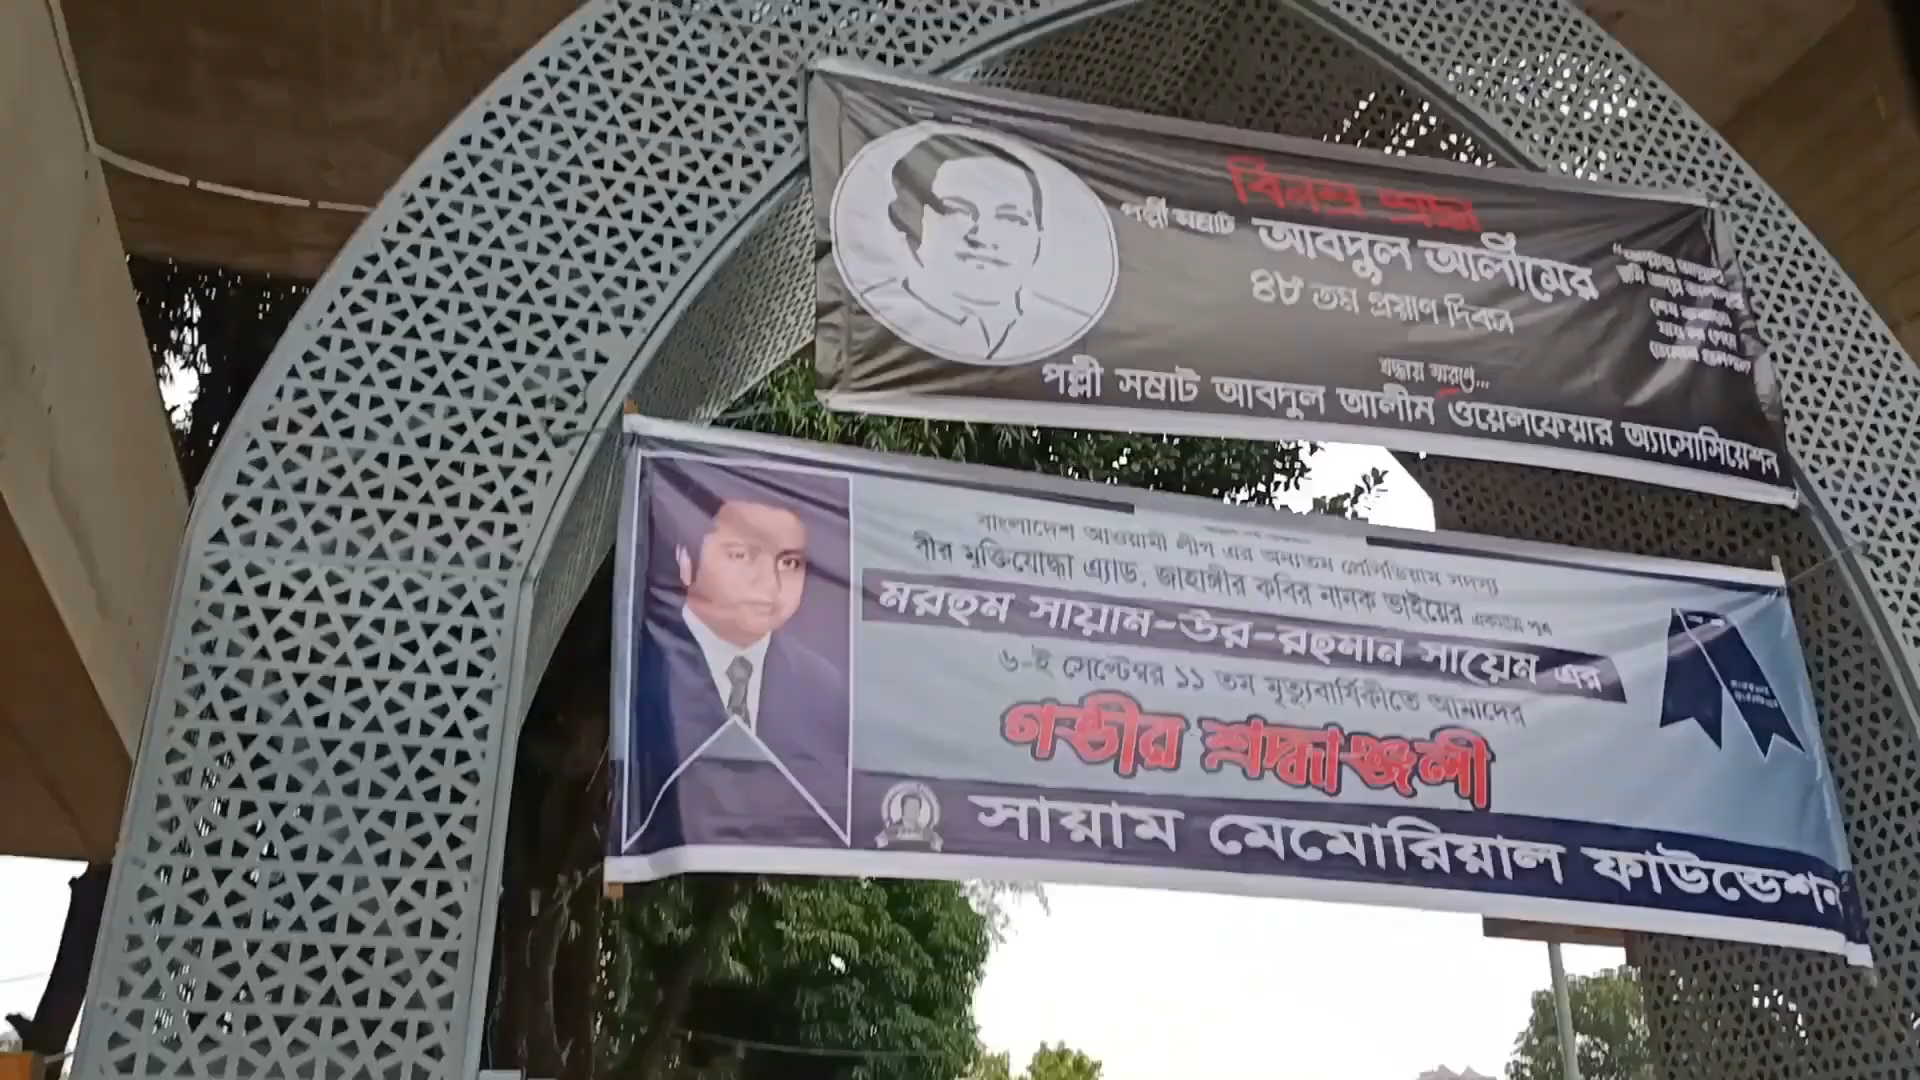 বিনম্র শ্রদ্ধা
পল্লী সম্রাট আবদুল আলীমের
৪৮ তম প্রয়াণ দিবস
শ্রদ্ধায় স্মরণে...
পল্লী সম্রাট আবদুল আলীম ওয়েলফেয়ার অ্যাসোসিয়েশন
বাংলাদেশ আওয়ামী লীগ এর অন্যতম প্রেসিডিয়াম সদস্য
বীর মুক্তিযোদ্ধা এ্যাড. জাহাঙ্গীর কবির নানক ভাইয়ের একমাত্র পুত্র
মরহুম সায়াম-উর-রহমান সায়েম এর
৬-ই সেপ্টেম্বর ১১ তম মৃত্যুবার্ষিকীতে আমাদের
গভীর শ্রদ্ধাঞ্জলী
সায়াম মেমোরিয়াল ফাউন্ডেশন